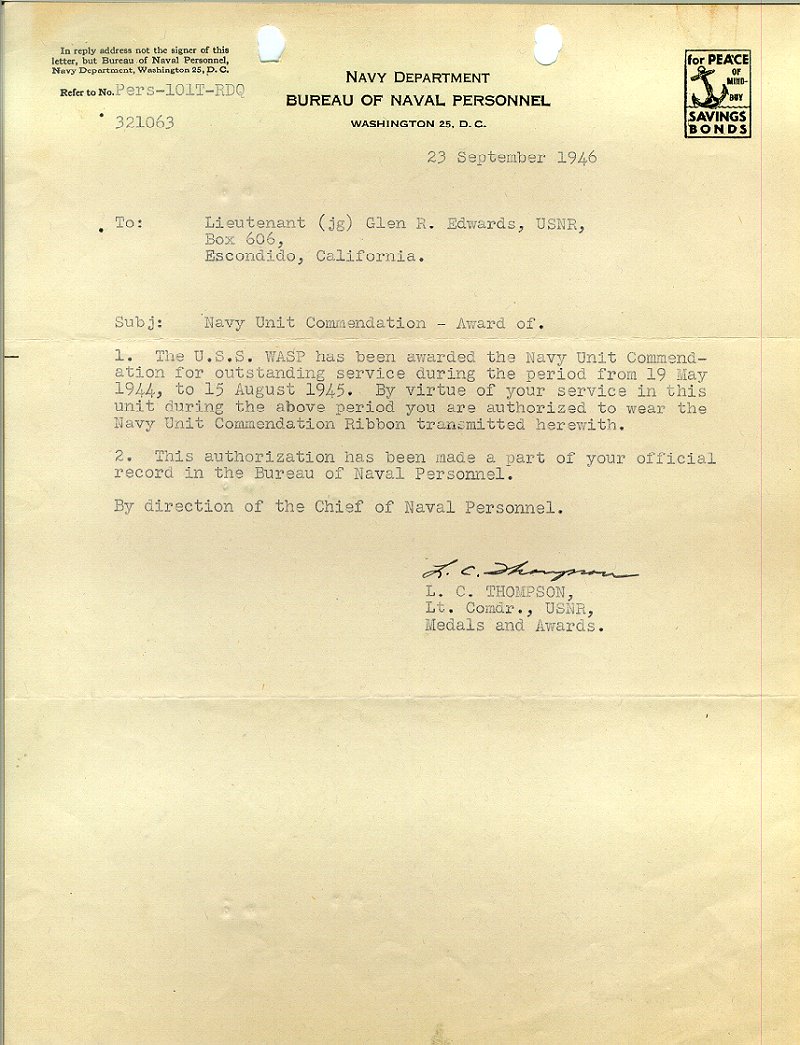 In reply address not the signer of this
letter, but Bureau of Naval Personnel,
Navy Department, Washington 25, D. C.
Refer to No. Pers-101T-RDQ
321063
NAVY DEPARTMENT
BUREAU OF NAVAL PERSONNEL
WASHINGTON 25, D. C.
for PEACE
OF
MIND-
BUY
SAVINGS
BONDS
23 September 1946
To: Lieutenant (jg) Glen R. Edwards, USNR,
Box 606,
Escondido, California.
Subj: Navy Unit Commendation - Award of.
1. The U.S.S. WASP has been awarded the Navy Unit Commend-
ation for outstanding service during the period from 19 May
1944, to 15 August 1945. By virtue of your service in this
unit during the above period you are authorized to wear the
Navy Unit Commendation Ribbon transmitted herewith.
2. This authorization has been made a part of your official
record in the Bureau of Naval Personnel.
By direction of the Chief of Naval Personnel.
L. C. Thompson
L. C. THOMPSON,
Lt. Comdr., USNR,
Medals and Awards.